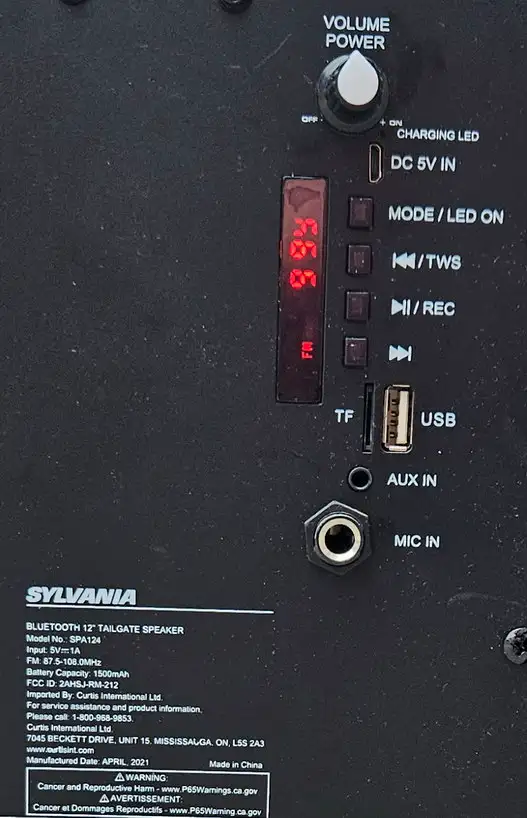 VOLUME
POWER
OFF - + ON
CHARGING LED
DC 5V IN
MODE / LED ON
/ TWS
/ REC
FM
TF
USB
AUX IN
MIC IN
SYLVANIA
BLUETOOTH 12" TAILGATE SPEAKER
Model No.: SPA124
Input: 5V⎓1A
FM: 87.5-108.0MHz
Battery Capacity: 1500mAh
FCC ID: 2AHSJ-RM-212
Imported By: Curtis International Ltd.
For service assistance and product information,
Please call: 1-800-968-9853.
Curtis International Ltd.
7045 BECKETT DRIVE, UNIT 15. MISSISSAUGA. ON, L5S 2A3
www.curtisint.com
Manufactured Date: APRIL, 2021 Made in China
⚠WARNING:
Cancer and Reproductive Harm - www.P65Warnings.ca.gov
⚠AVERTISSEMENT:
Cancer et Dommages Reproductifs - www.P65Warning.ca.gov